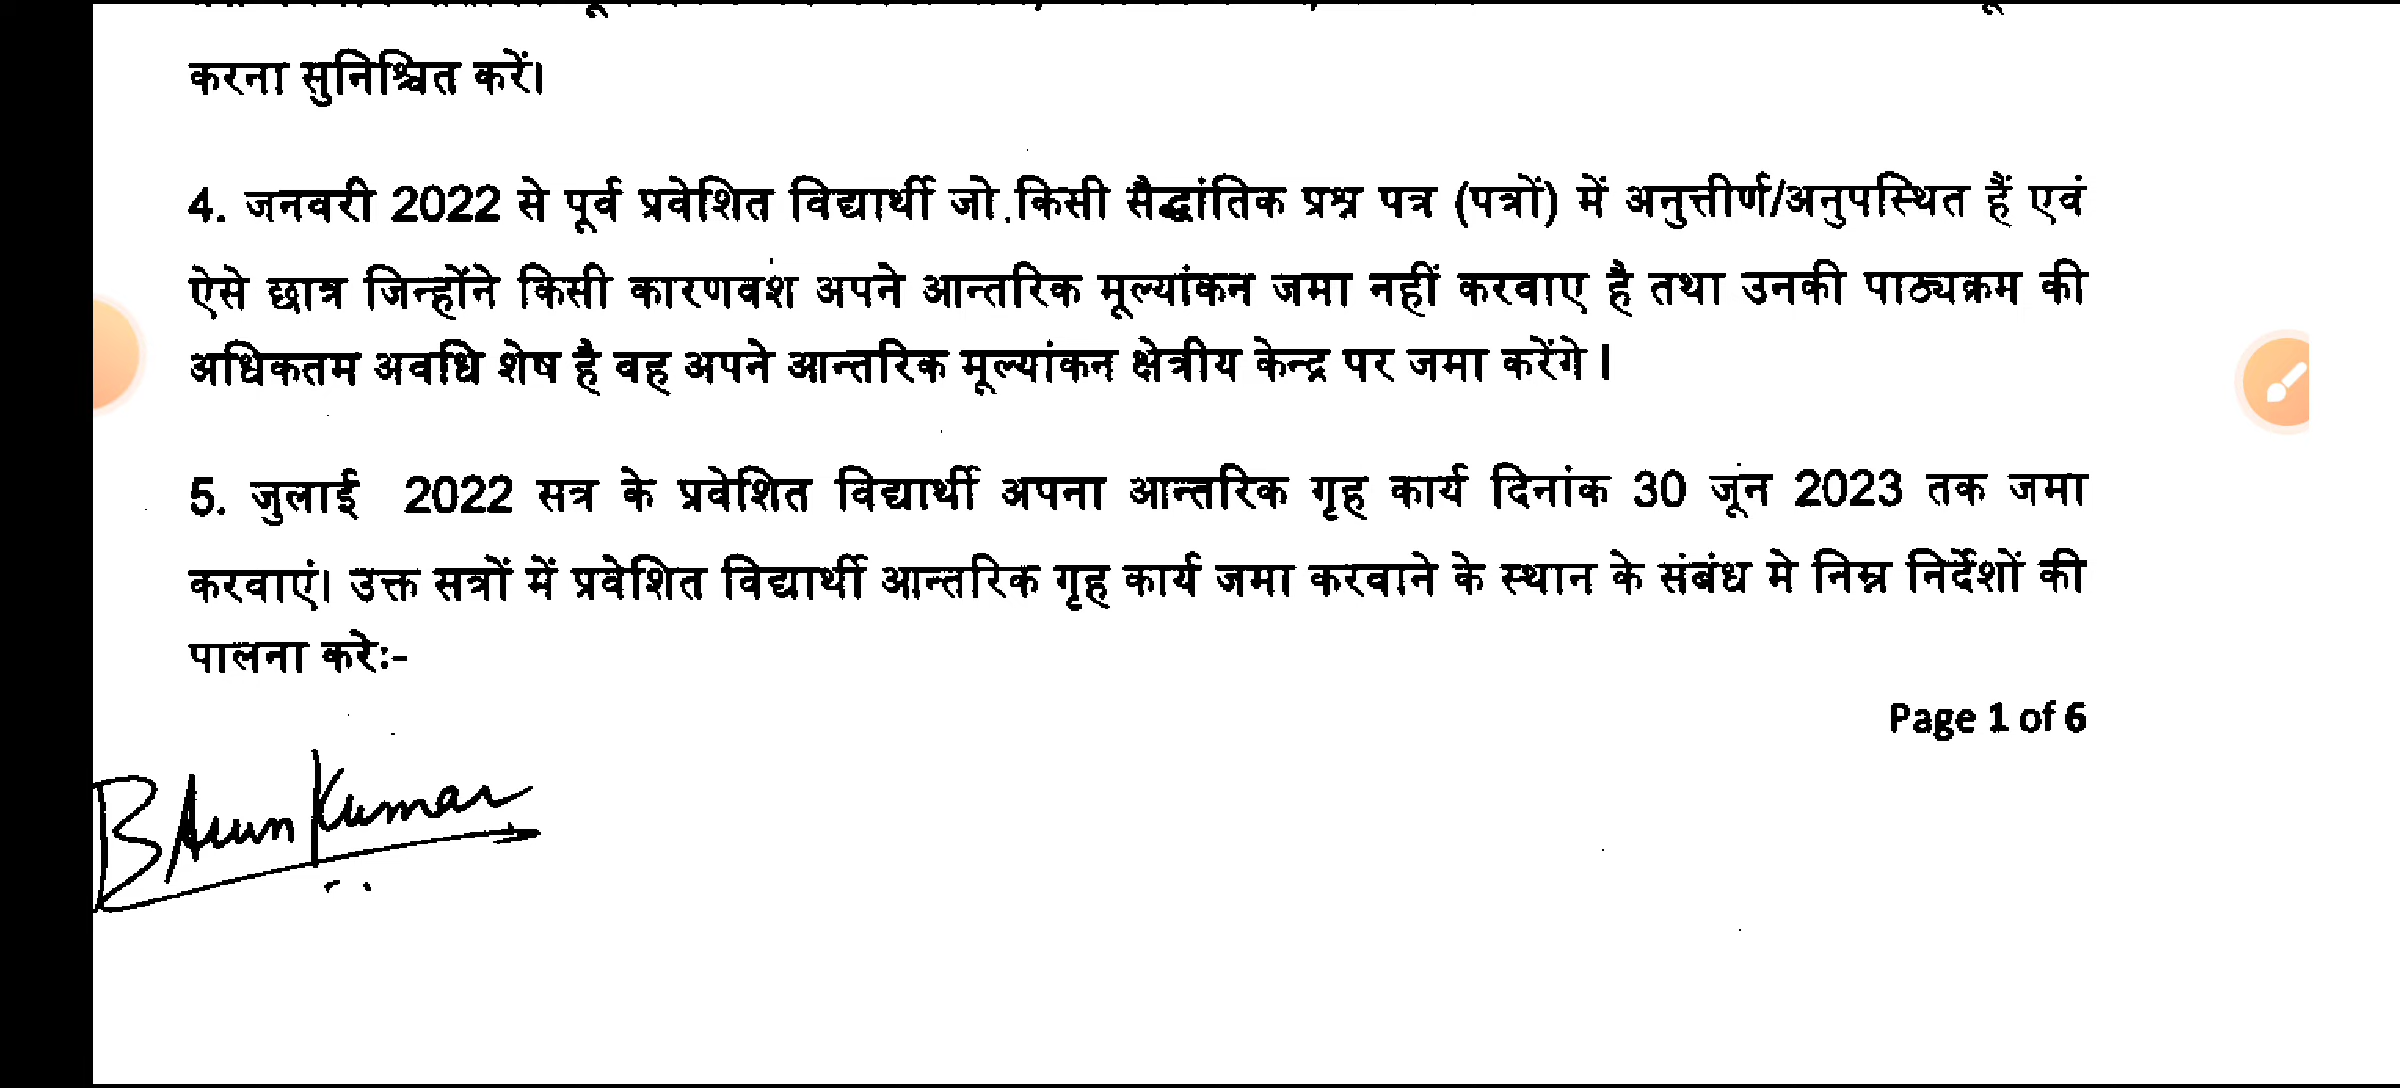 करना सुनिश्चित करें।
4. जनवरी 2022 से पूर्व प्रवेशित विद्यार्थी जो किसी सैद्धांतिक प्रश्न पत्र (पत्रों) में अनुत्तीर्ण/अनुपस्थित हैं एवं
ऐसे छात्र जिन्होंने किसी कारणवश अपने आन्तरिक मूल्यांकन जमा नहीं करवाए है तथा उनकी पाठ्यक्रम की
अधिकतम अवधि शेष है वह अपने आन्तरिक मूल्यांकन क्षेत्रीय केन्द्र पर जमा करेंगे।
5. जुलाई 2022 सत्र के प्रवेशित विद्यार्थी अपना आन्तरिक गृह कार्य दिनांक 30 जून 2023 तक जमा
करवाएं। उक्त सत्रों में प्रवेशित विद्यार्थी आन्तरिक गृह कार्य जमा करवाने के स्थान के संबंध मे निम्न निर्देशों की
पालना करेः-
Page 1 of 6
B Arun Kumar